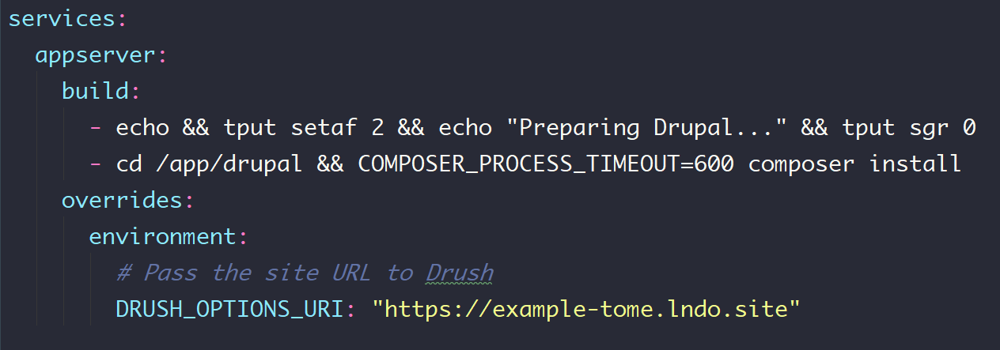 services:
  appserver:
    build:
      - echo && tput setaf 2 && echo "Preparing Drupal..." && tput sgr 0
      - cd /app/drupal && COMPOSER_PROCESS_TIMEOUT=600 composer install
    overrides:
      environment:
        # Pass the site URL to Drush
        DRUSH_OPTIONS_URI: "https://example-tome.lndo.site"